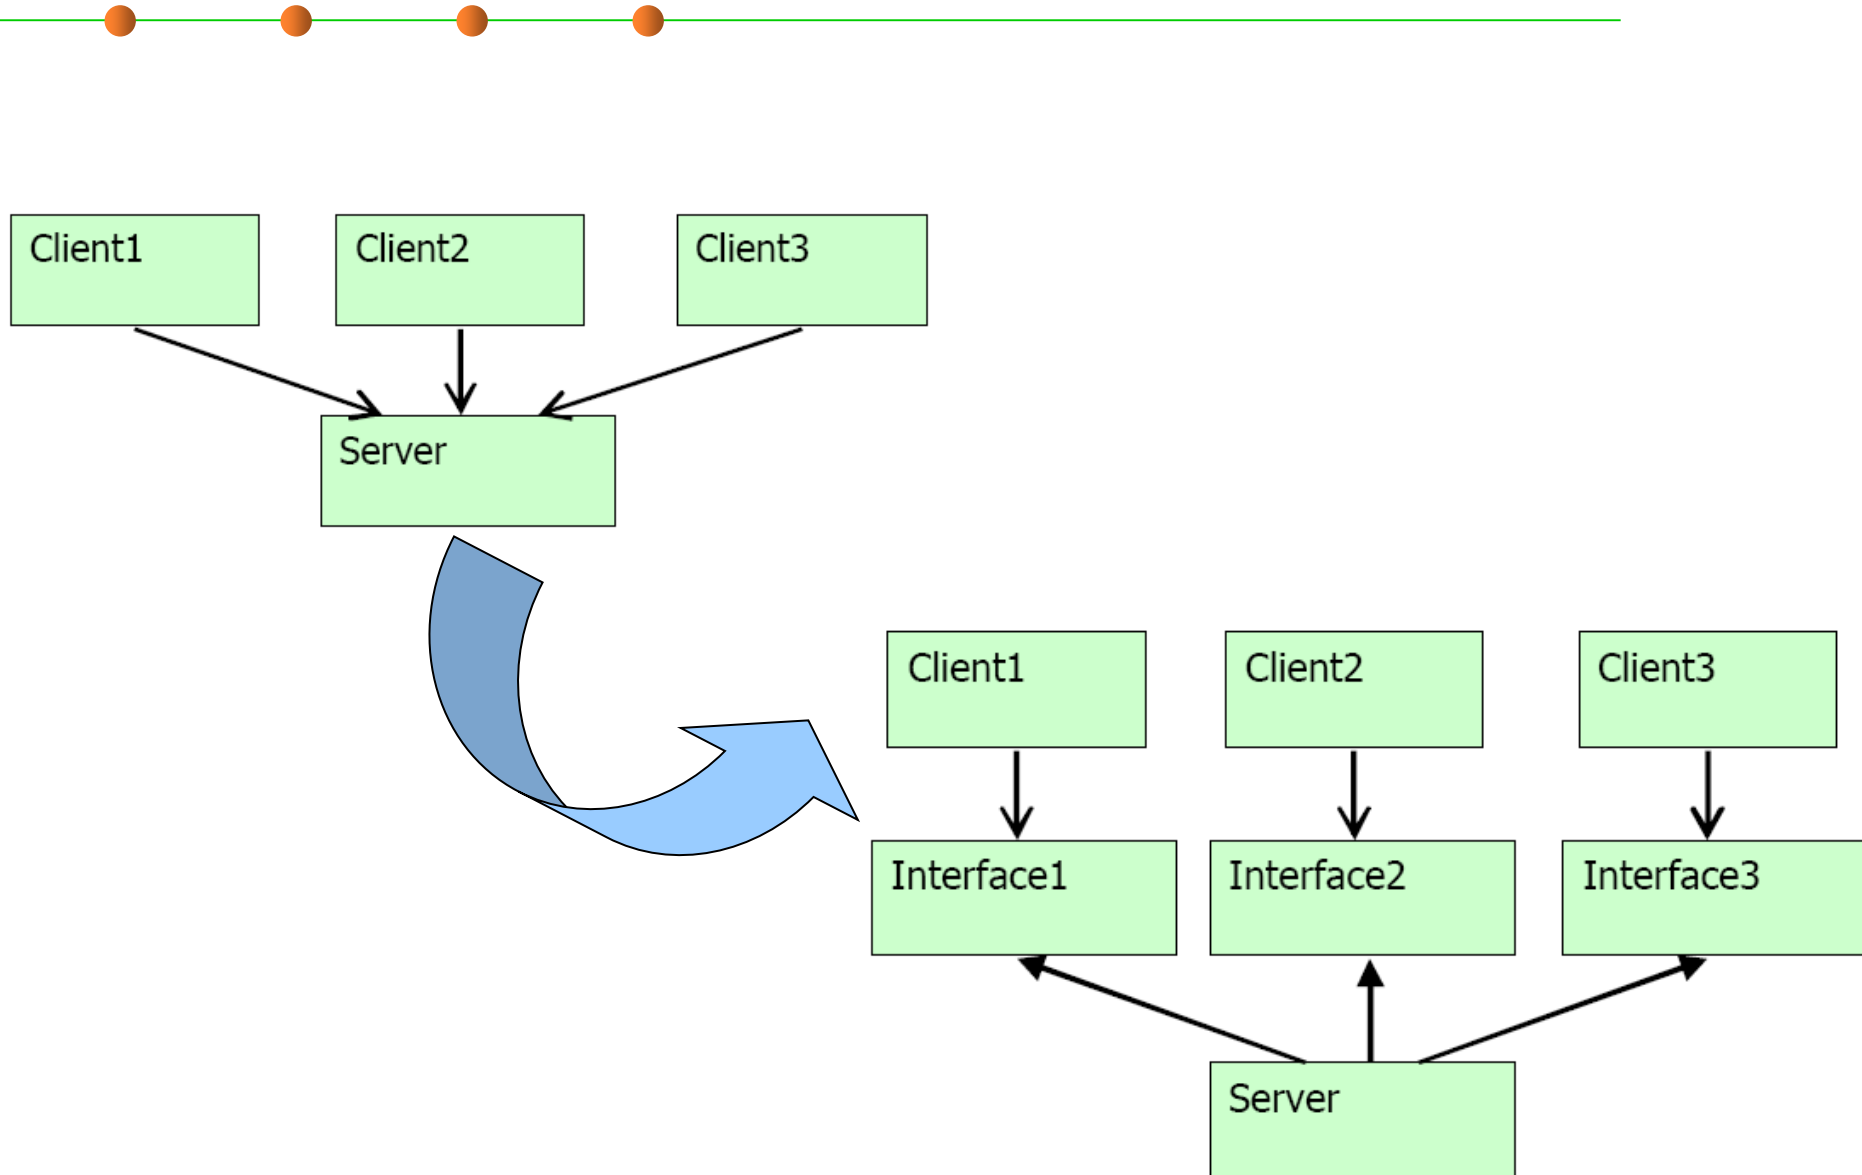 Client1
Client2
Client3
Server
Client1
Client2
Client3
Interface1
Interface2
Interface3
Server